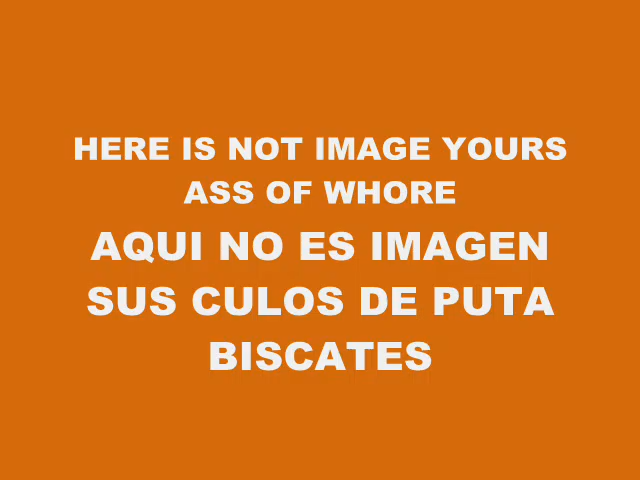 HERE IS NOT IMAGE YOURS
ASS OF WHORE
AQUI NO ES IMAGEN
SUS CULOS DE PUTA
BISCATES